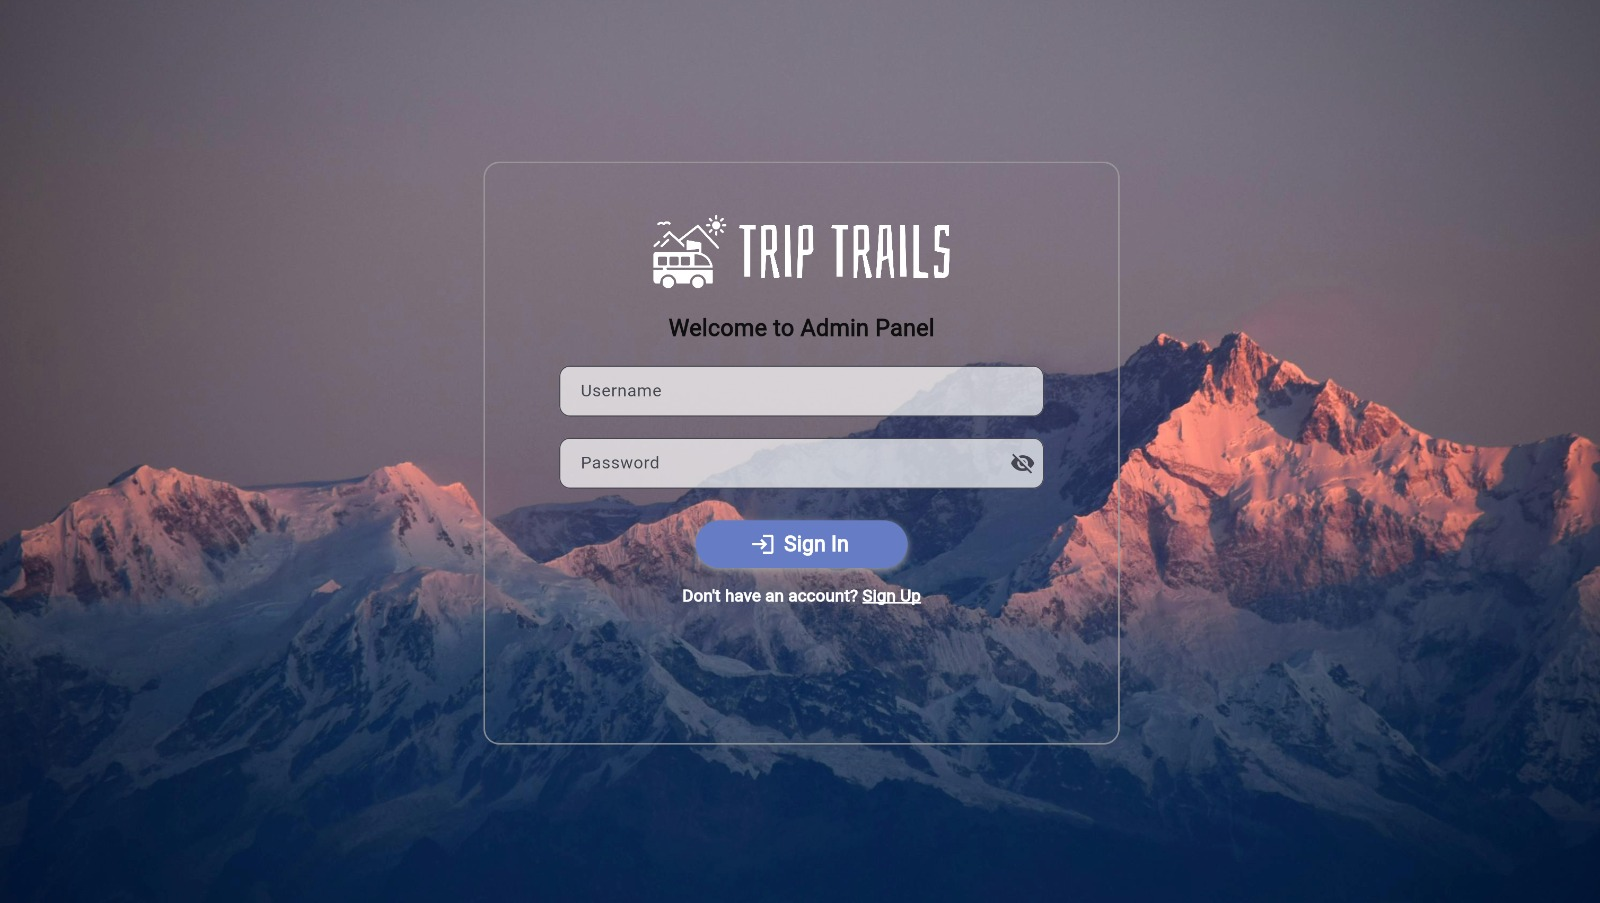 TRIP TRAILS
Welcome to Admin Panel
Username
Password
Sign In
Don't have an account? Sign Up